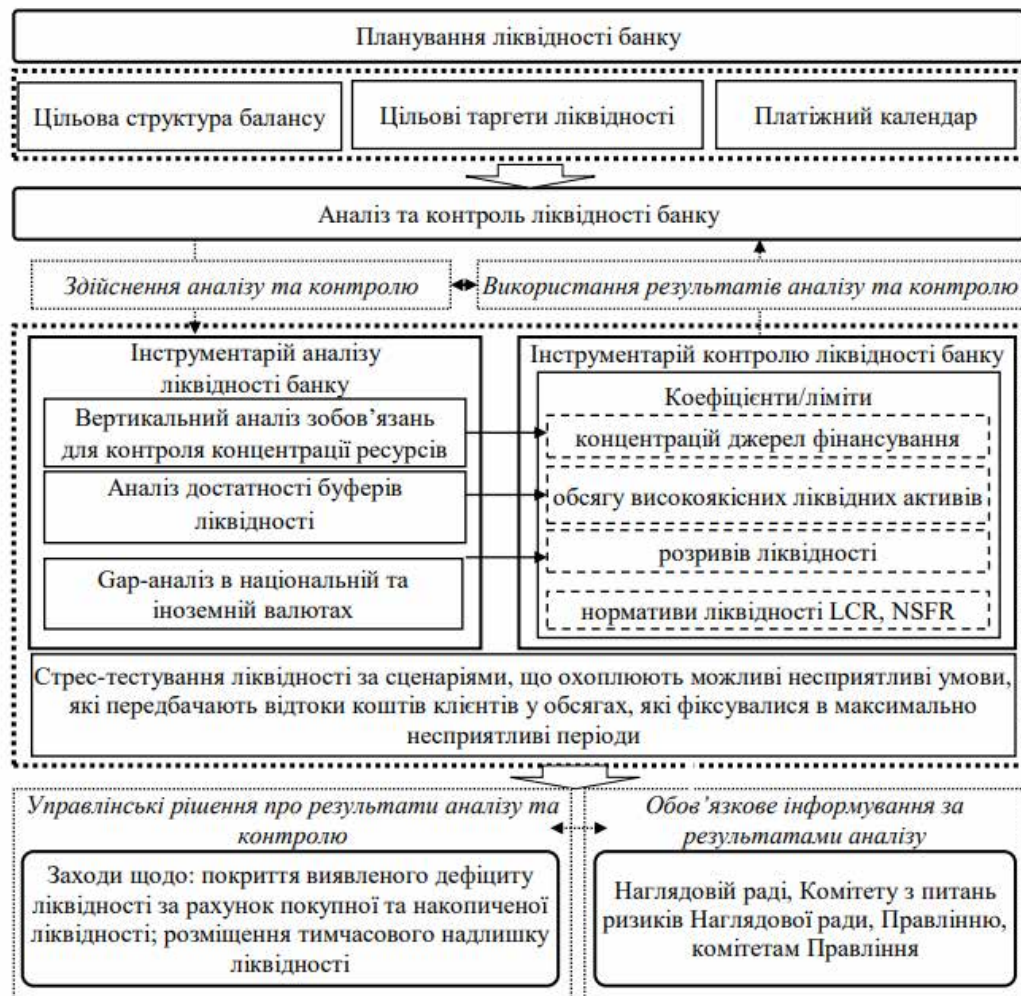 Планування ліквідності банку
Цільова структура балансу
Цільові таргети ліквідності
Платіжний календар
Аналіз та контроль ліквідності банку
Здійснення аналізу та контролю
Використання результатів аналізу та контролю
Інструментарій аналізу
ліквідності банку
Вертикальний аналіз зобов’язань
для контроля концентрації ресурсів
Аналіз достатності буферів
ліквідності
Gap-аналіз в національній та
іноземній валютах
Інструментарій контролю ліквідності банку
Коефіцієнти/ліміти
концентрацій джерел фінансування
обсягу високоякісних ліквідних активів
розривів ліквідності
нормативи ліквідності LCR, NSFR
Стрес-тестування ліквідності за сценаріями, що охоплюють можливі несприятливі умови,
які передбачають відтоки коштів клієнтів у обсягах, які фіксувалися в максимально
несприятливі періоди
Управлінські рішення про результати аналізу та
контролю
Заходи щодо: покриття виявленого дефіциту
ліквідності за рахунок покупної та накопиченої
ліквідності; розміщення тимчасового надлишку
ліквідності
Обов’язкове інформування за
результатами аналізу
Наглядовій раді, Комітету з питань
ризиків Наглядової ради, Правлінню,
комітетам Правління